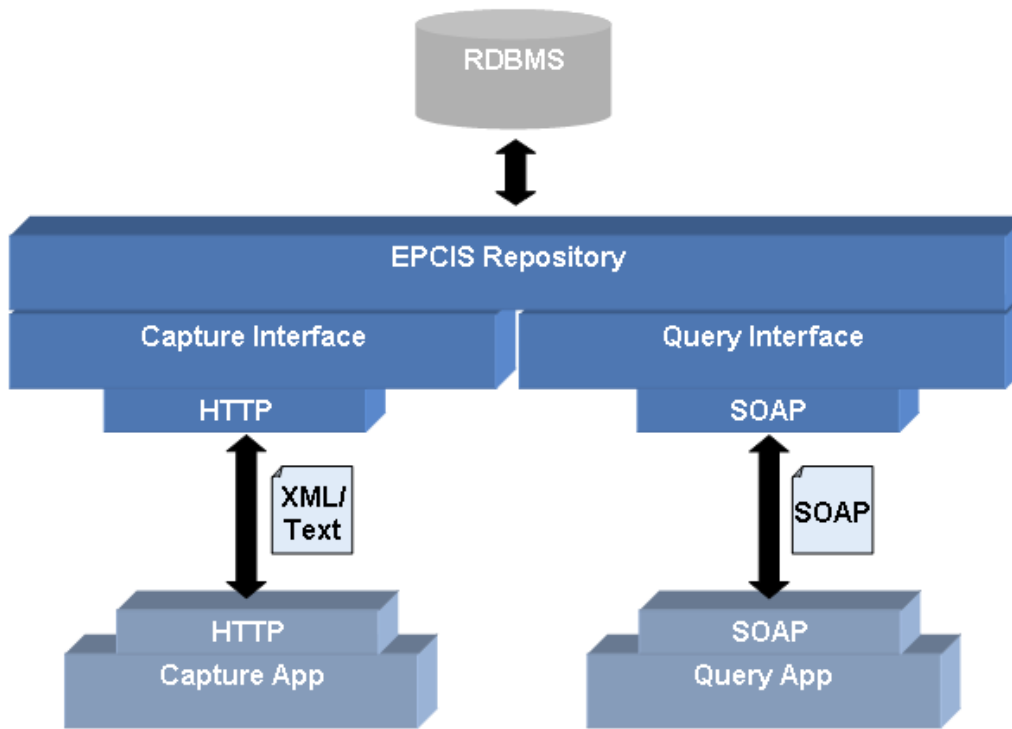 RDBMS
EPCIS Repository
Capture Interface
Query Interface
HTTP
SOAP
XML/
Text
SOAP
HTTP
SOAP
Capture App
Query App